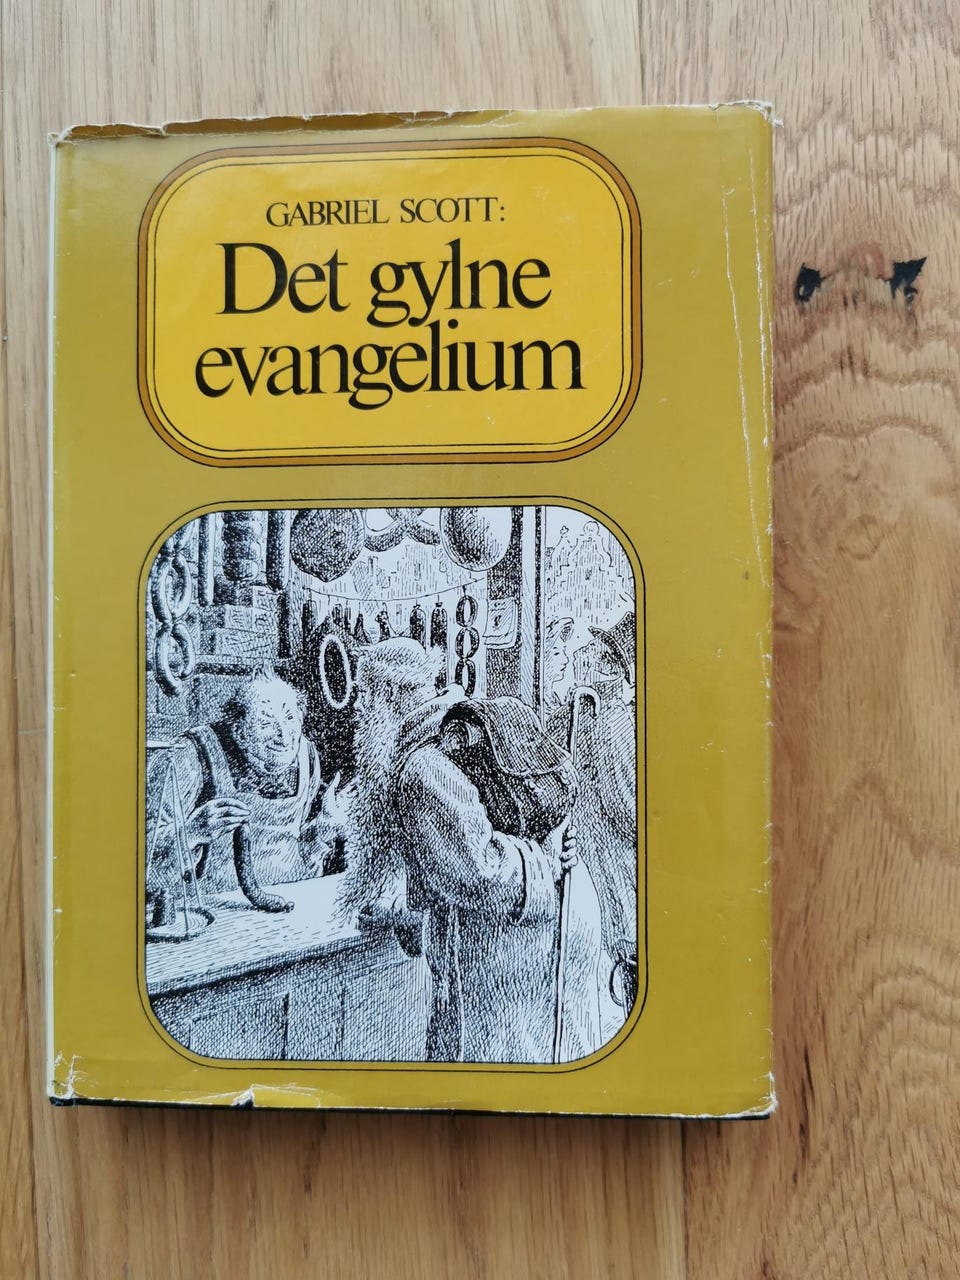 GABRIEL SCOTT:
Det gylne
evangelium